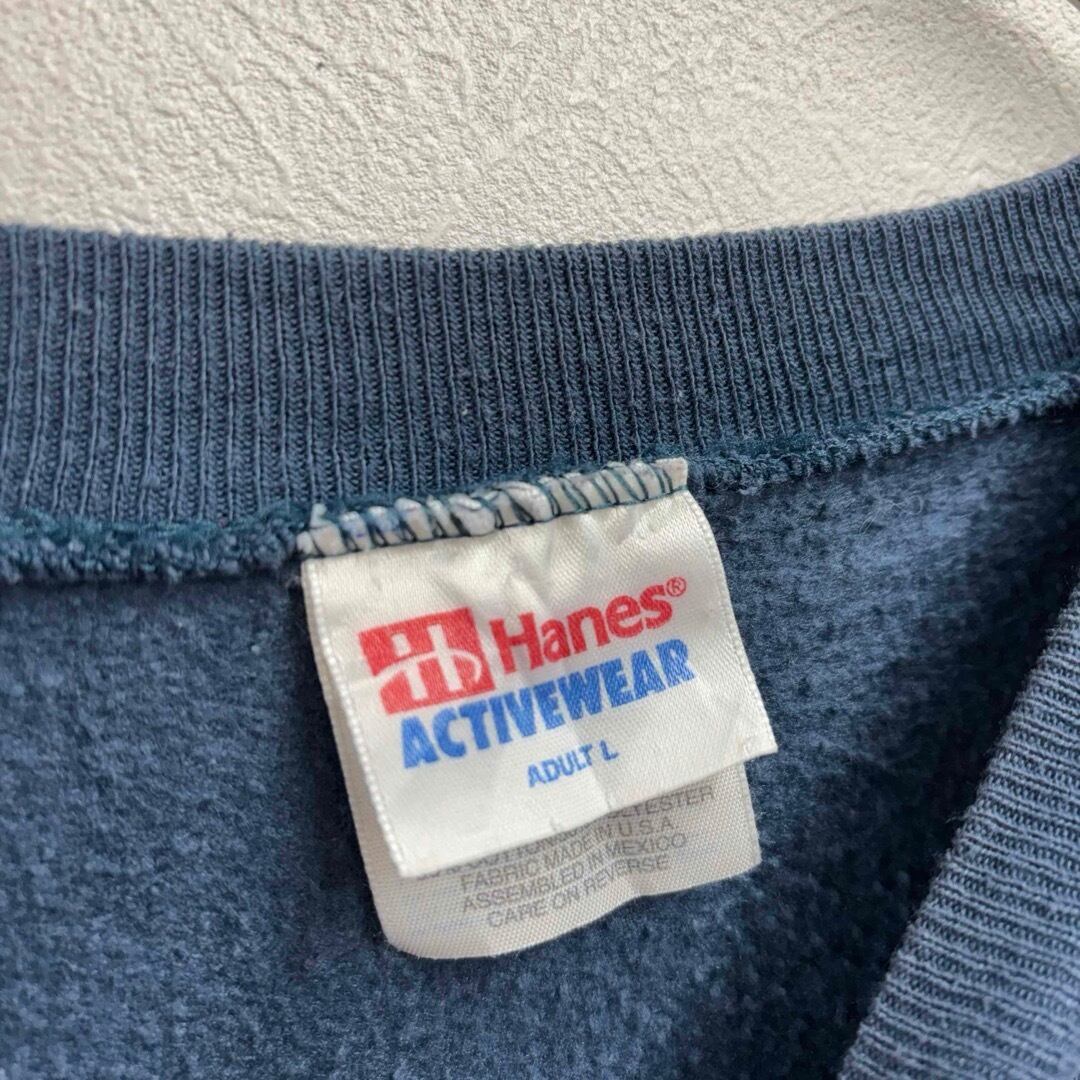 Hanes®
ACTIVEWEAR
ADULT L
FABRIC MADE IN U.S.A.
ASSEMBLED IN MEXICO
CARE ON REVERSE